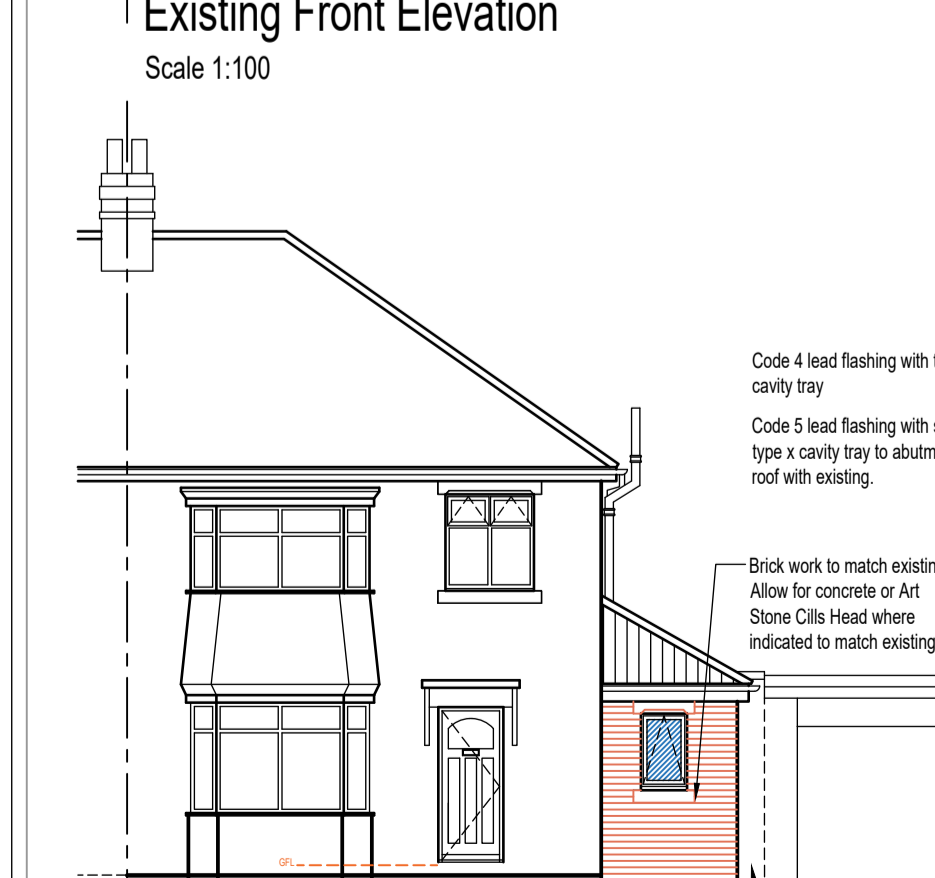 Existing Front Elevation
Scale 1:100
Code 4 lead flashing with
cavity tray
Code 5 lead flashing with
type x cavity tray to
roof with existing.
Brick work to match
Allow for concrete or Art
Stone Cills Head where
indicated to match existing
GFL